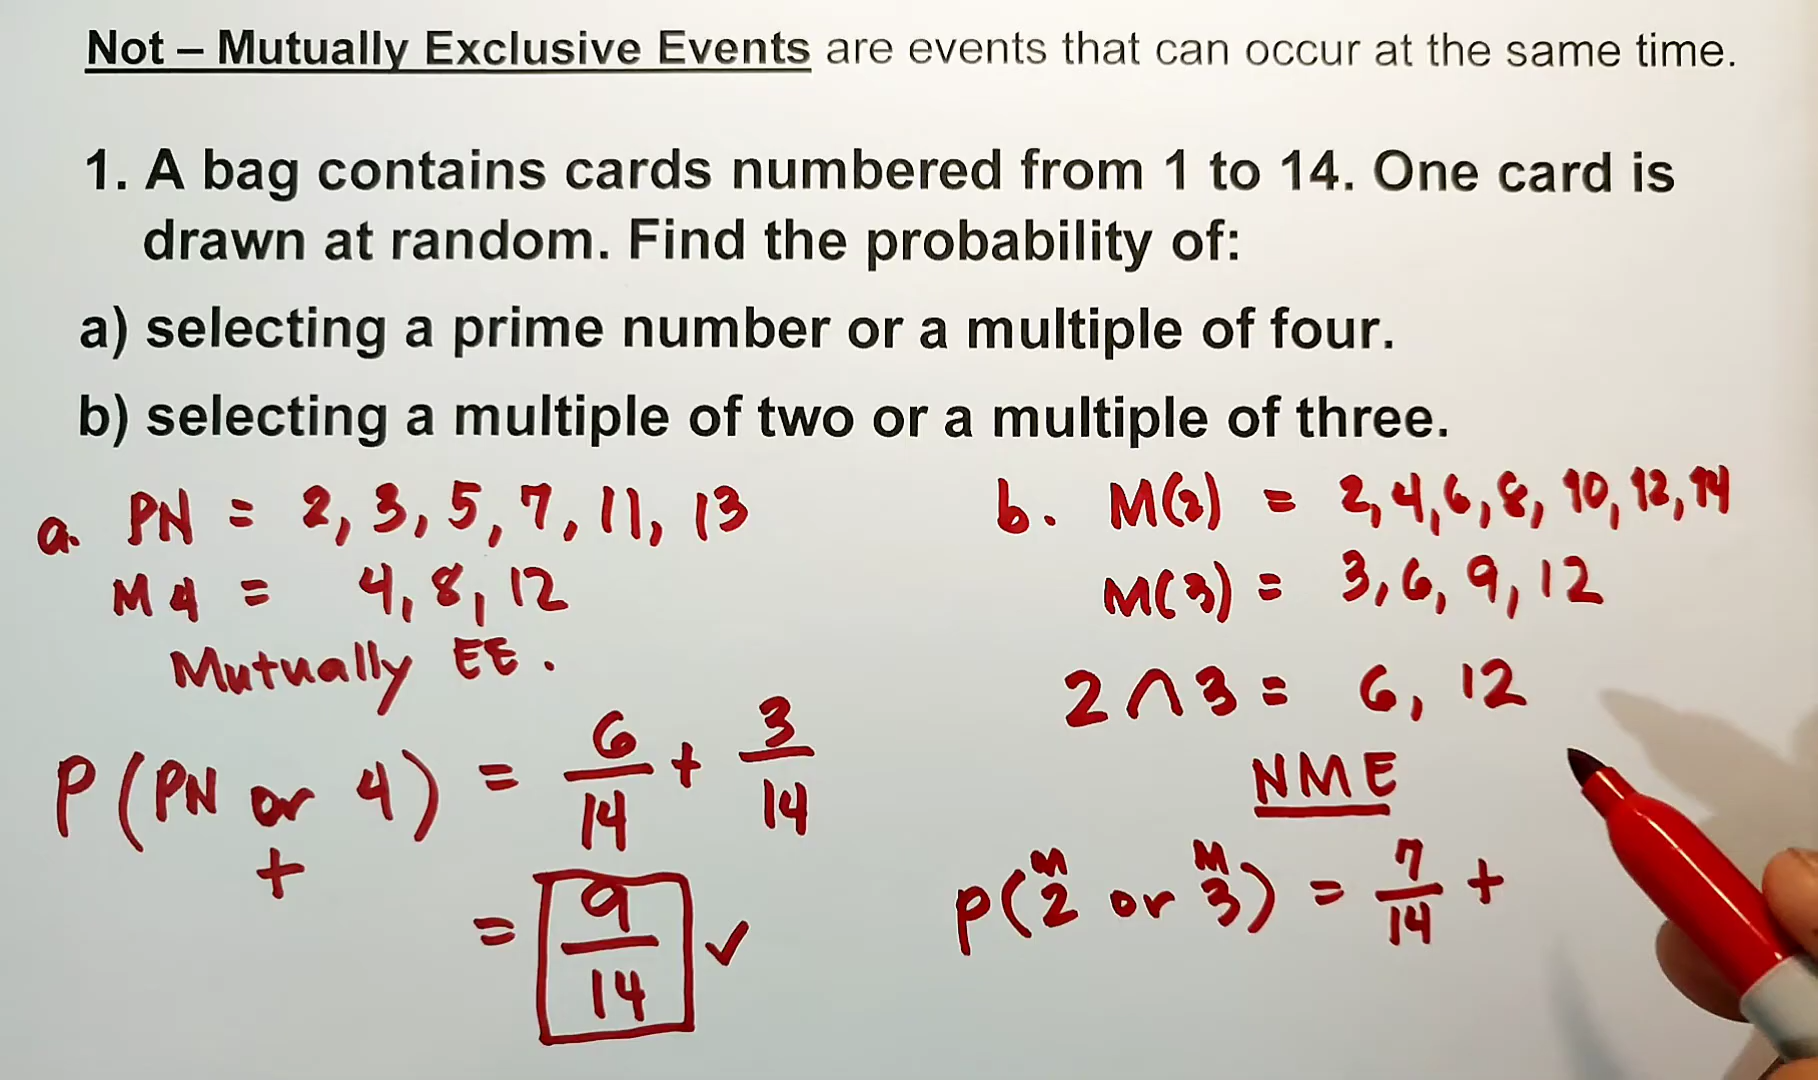 Not – Mutually Exclusive Events are events that can occur at the same time.
1. A bag contains cards numbered from 1 to 14. One card is
drawn at random. Find the probability of:
a) selecting a prime number or a multiple of four.
b) selecting a multiple of two or a multiple of three.
a. PN = 2, 3, 5, 7, 11, 13
M4 = 4, 8, 12
Mutually EE.
P(PN or 4) = 6/14 + 3/14
+
= 9/14 ✓
b. M(2) = 2, 4, 6, 8, 10, 12, 14
M(3) = 3, 6, 9, 12
2 ∩ 3 = 6, 12
NME
M M
P(2 or 3) = 7/14 +